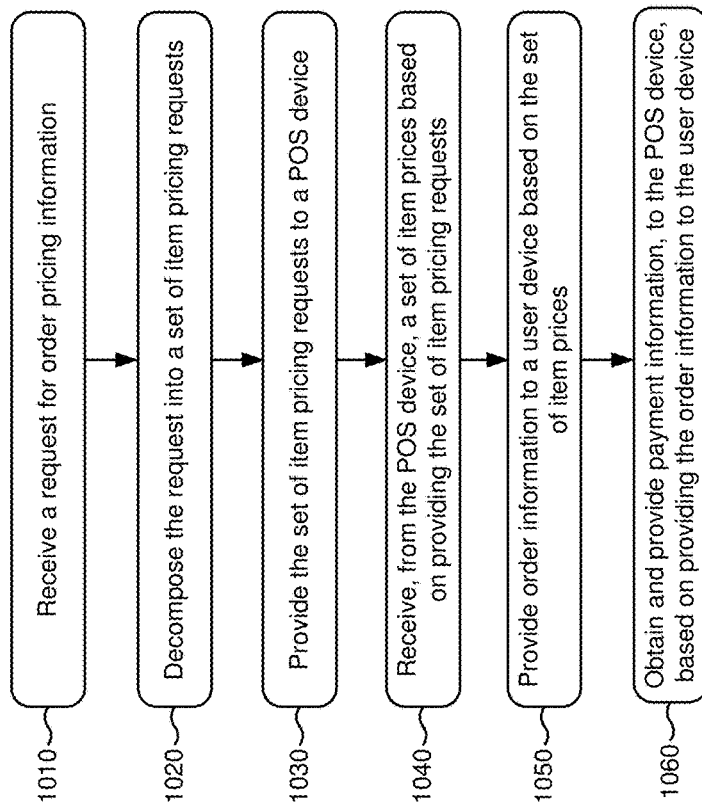 1010
Receive a request for order pricing information
1020
Decompose the request into a set of item pricing requests
1030
Provide the set of item pricing requests to a POS device
1040
Receive, from the POS device, a set of item prices based
on providing the set of item pricing requests
1050
Provide order information to a user device based on the set
of item prices
1060
Obtain and provide payment information, to the POS device,
based on providing the order information to the user device